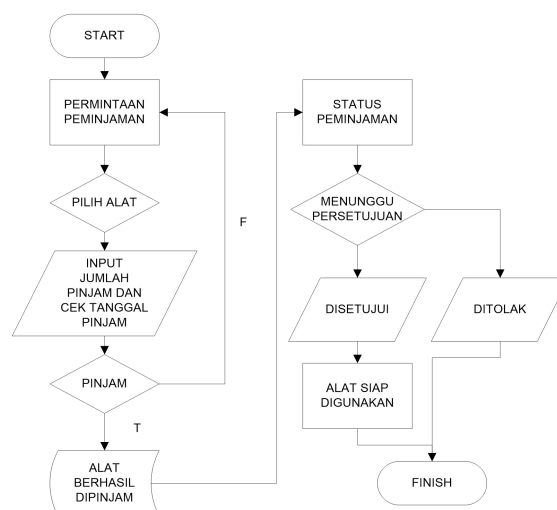 START
PERMINTAAN
PEMINJAMAN
PILIH ALAT
INPUT
JUMLAH
PINJAM DAN
CEK TANGGAL
PINJAM
PINJAM
F
T
ALAT
BERHASIL
DIPINJAM
STATUS
PEMINJAMAN
MENUNGGU
PERSETUJUAN
DISETUJUI
DITOLAK
ALAT SIAP
DIGUNAKAN
FINISH